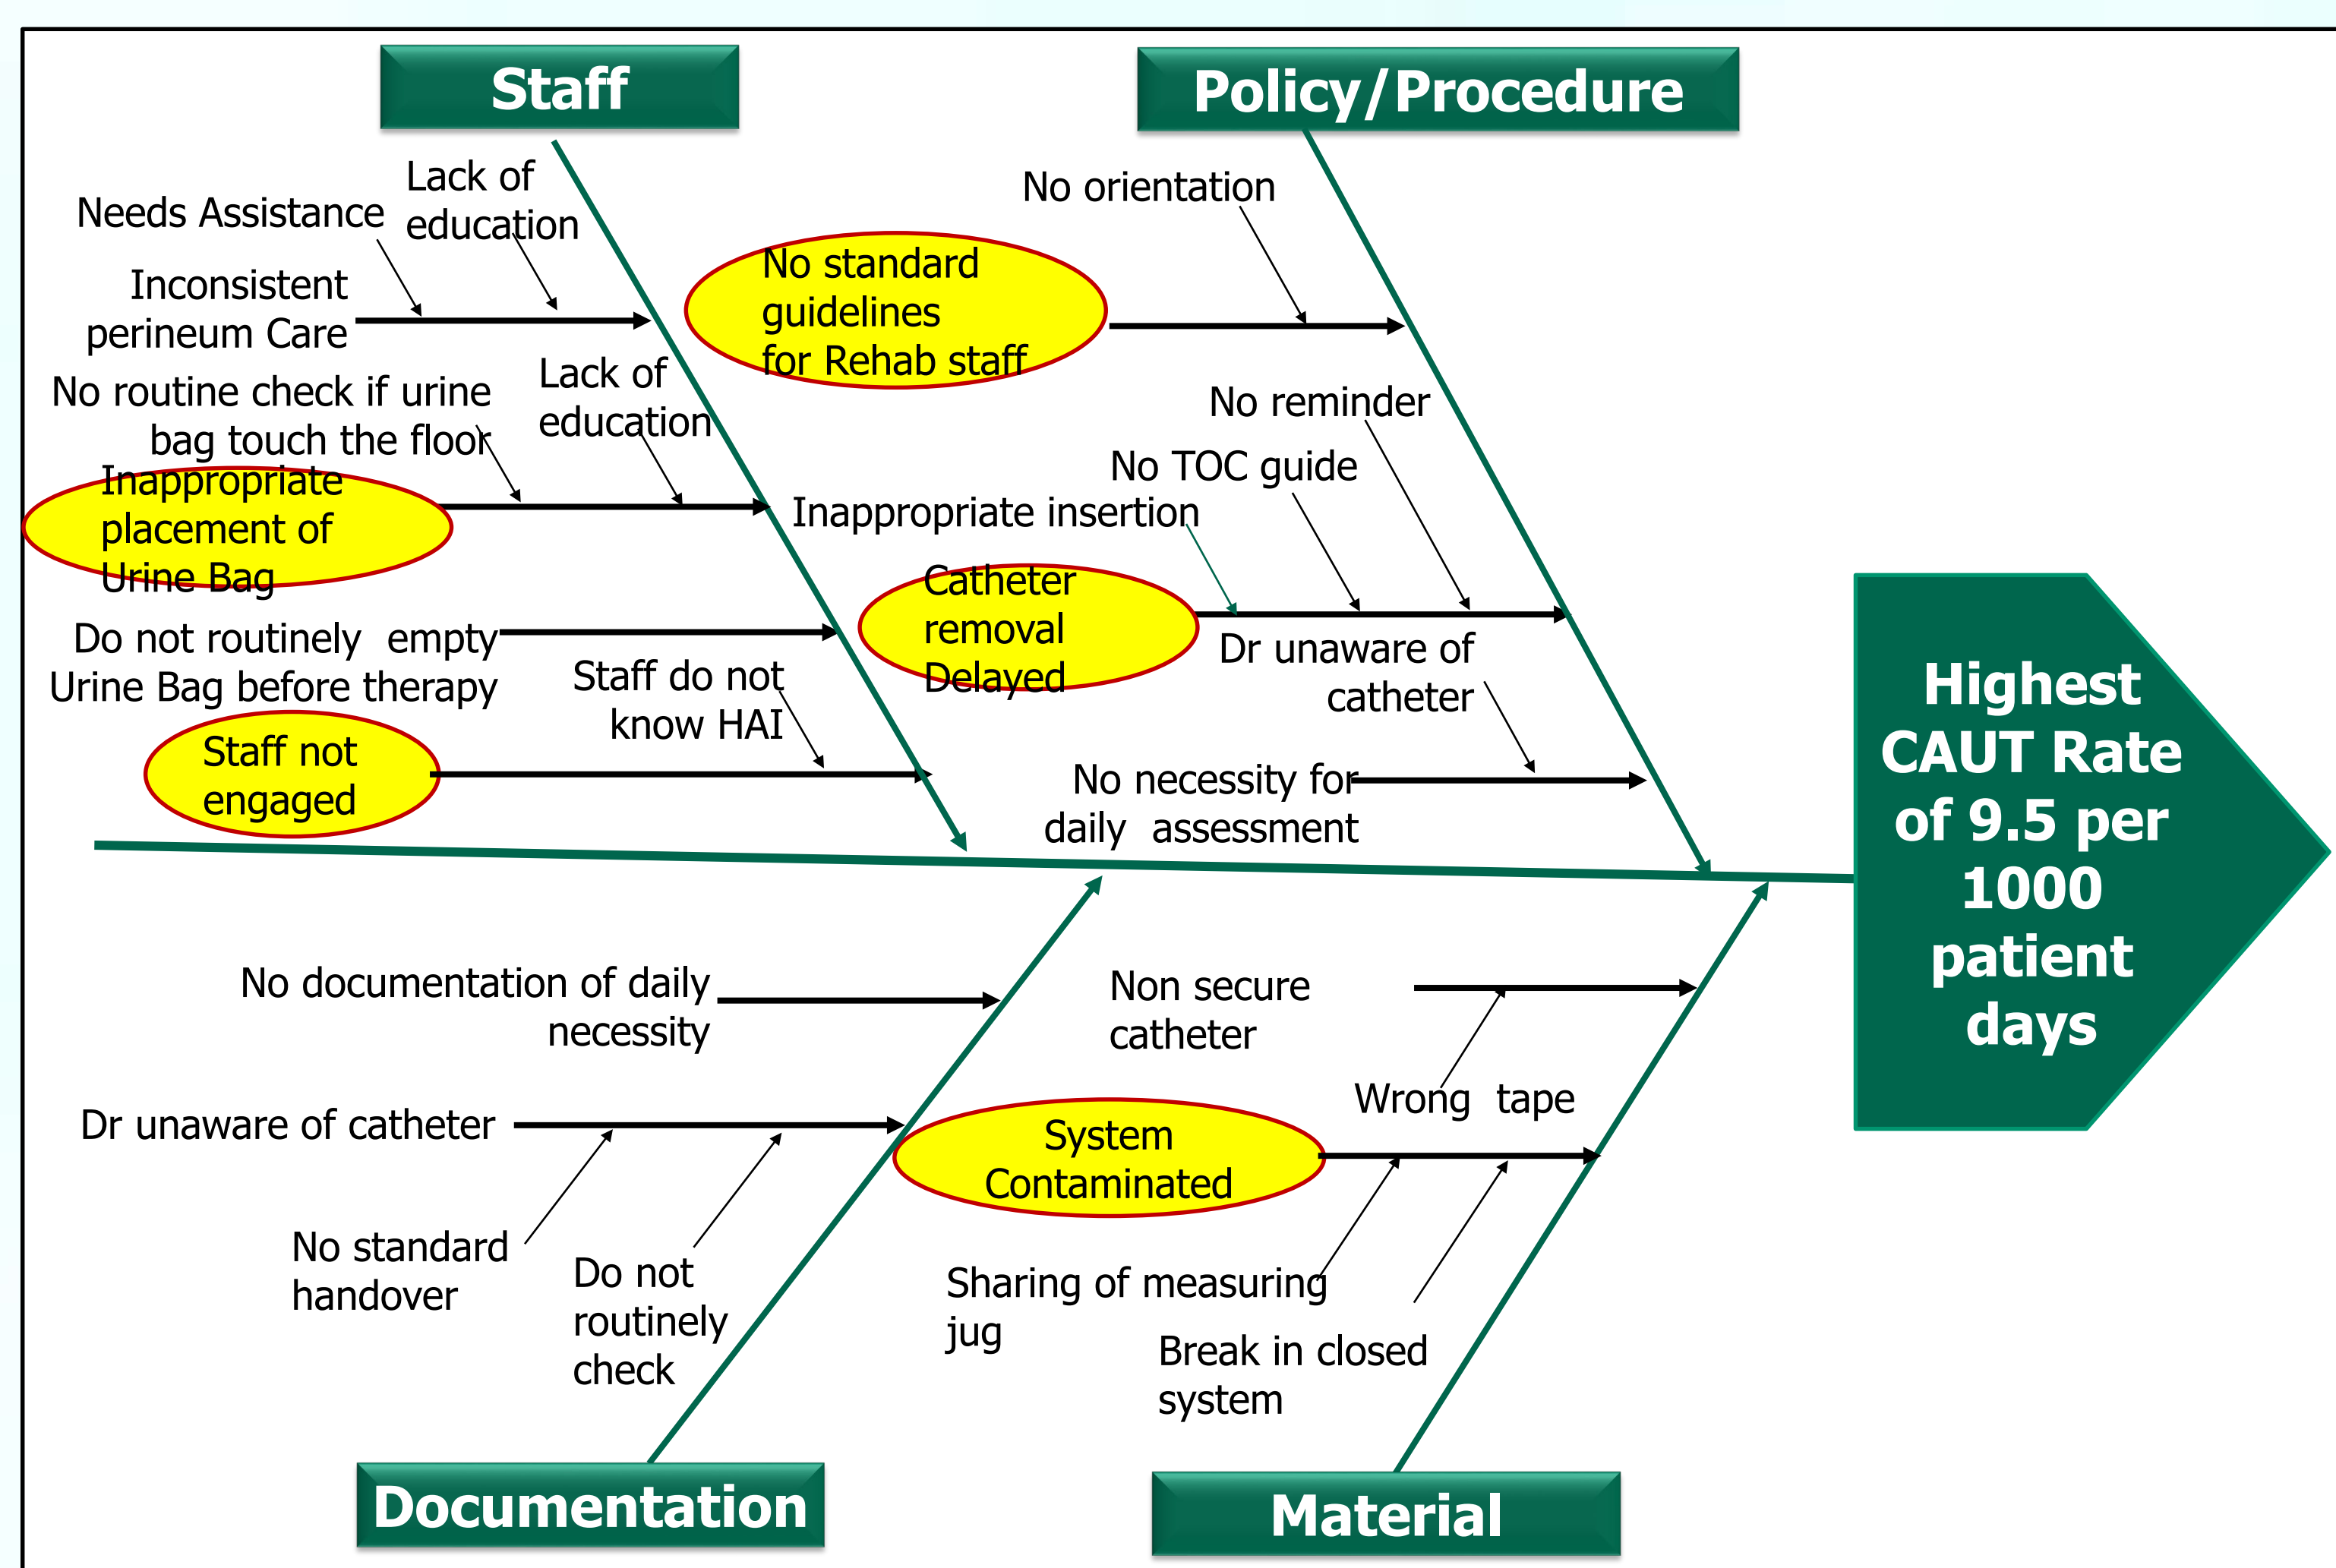 Staff
Policy/Procedure
Lack of
education
Needs Assistance
Inconsistent
perineum Care
No orientation
No standard
guidelines
for Rehab staff
No routine check if urine
bag touch the floor
Lack of
education
Inappropriate
placement of
Urine Bag
No reminder
No TOC guide
Inappropriate insertion
Catheter
removal
Delayed
Do not routinely  empty
Urine Bag before therapy
Staff do not
know HAI
Staff not
engaged
Dr unaware of
catheter
No necessity for
daily  assessment
Highest
CAUT Rate
of 9.5 per
1000
patient
days
No documentation of daily
necessity
Non secure
catheter
Wrong  tape
Dr unaware of catheter
System
Contaminated
No standard
handover
Do not
routinely
check
Sharing of measuring
jug
Break in closed
system
Documentation
Material